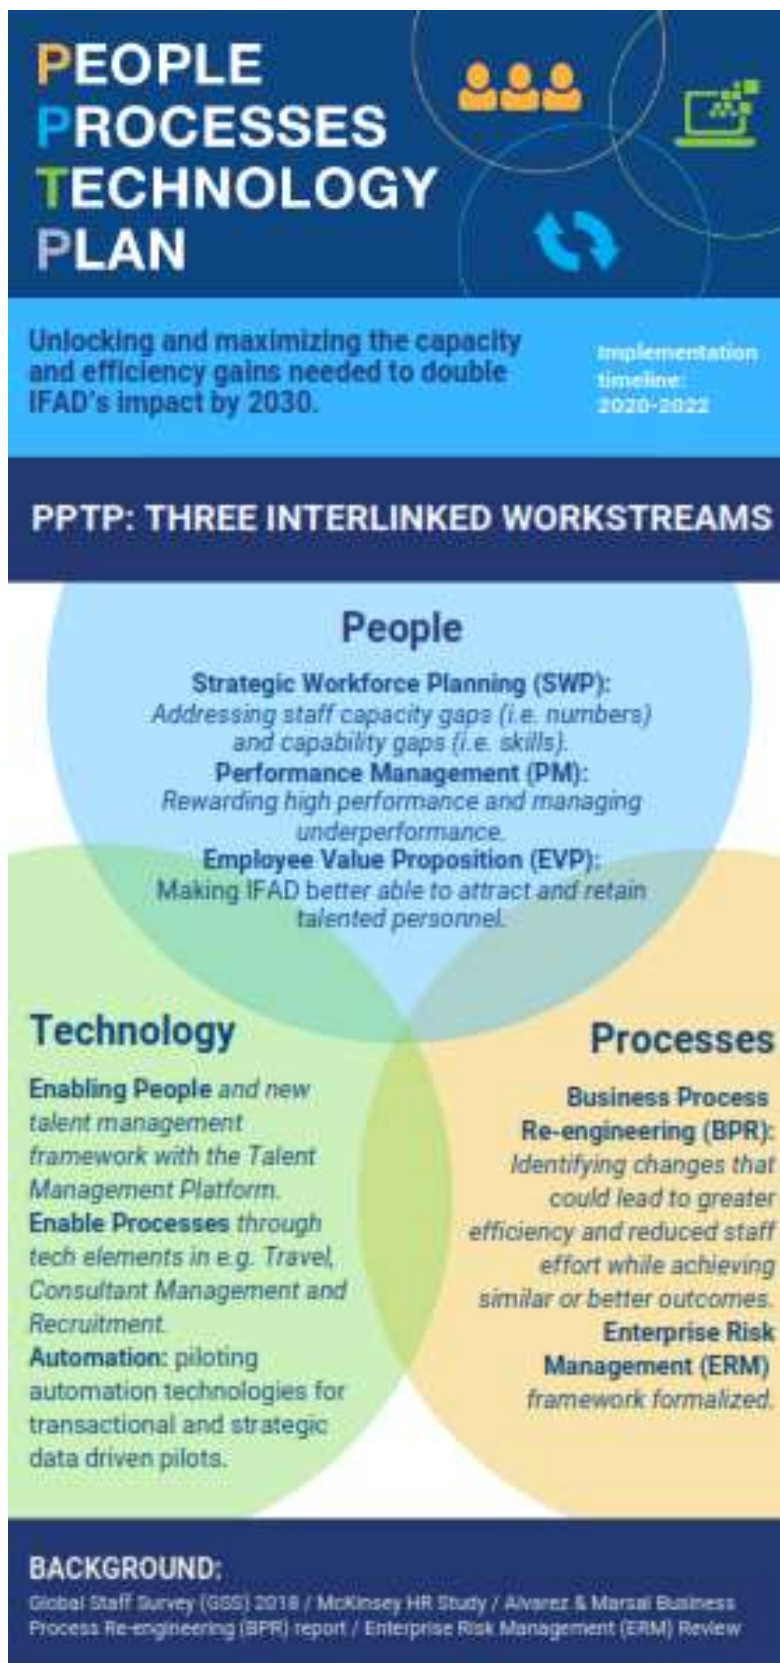 PEOPLE
PROCESSES
TECHNOLOGY
PLAN
Unlocking and maximizing the capacity
and efficiency gains needed to double
IFAD's impact by 2030.
Implementation
timeline:
2020-2022
PPTP: THREE INTERLINKED WORKSTREAMS
People
Strategic Workforce Planning (SWP):
Addressing staff capacity gaps (i.e. numbers)
and capability gaps (i.e. skills).
Performance Management (PM):
Rewarding high performance and managing
underperformance.
Employee Value Proposition (EVP):
Making IFAD better able to attract and retain
talented personnel.
Technology
Enabling People and new
talent management
framework with the Talent
Management Platform.
Enable Processes through
tech elements in e.g. Travel,
Consultant Management and
Recruitment.
Automation: piloting
automation technologies for
transactional and strategic
data driven pilots.
Processes
Business Process
Re-engineering (BPR):
Identifying changes that
could lead to greater
efficiency and reduced staff
effort while achieving
similar or better outcomes.
Enterprise Risk
Management (ERM)
framework formalized.
BACKGROUND:
Global Staff Survey (GSS) 2018 / McKinsey HR Study / Alvarez & Marsal Business
Process Re-engineering (BPR) report / Enterprise Risk Management (ERM) Review